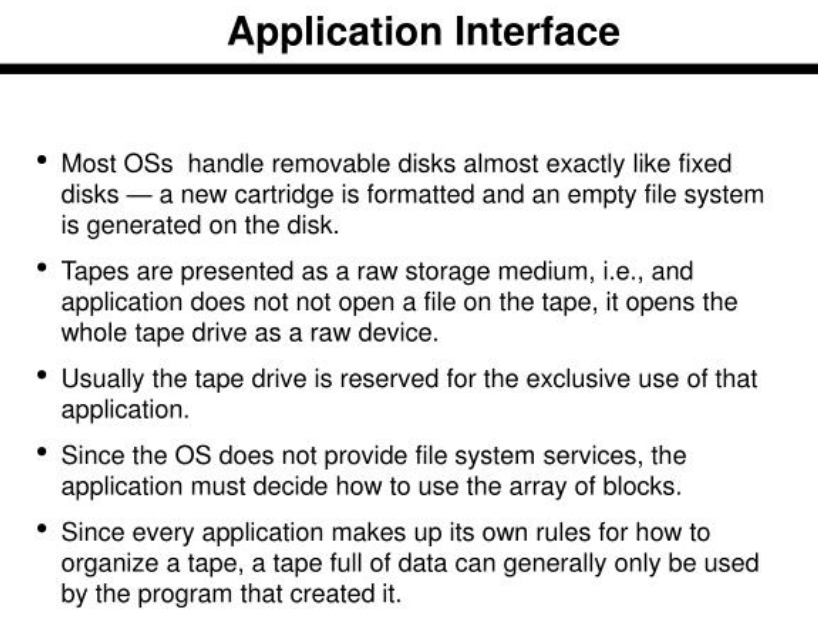 Application Interface
• Most OSs  handle removable disks almost exactly like fixed
disks — a new cartridge is formatted and an empty file system
is generated on the disk.
• Tapes are presented as a raw storage medium, i.e., and
application does not not open a file on the tape, it opens the
whole tape drive as a raw device.
• Usually the tape drive is reserved for the exclusive use of that
application.
• Since the OS does not provide file system services, the
application must decide how to use the array of blocks.
• Since every application makes up its own rules for how to
organize a tape, a tape full of data can generally only be used
by the program that created it.